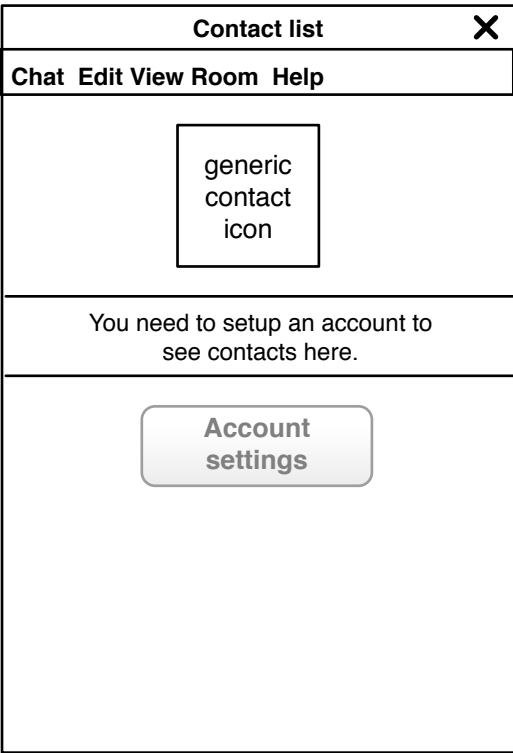 Contact list
Chat Edit View Room Help
generic
contact
icon
You need to setup an account to
see contacts here.
Account
settings